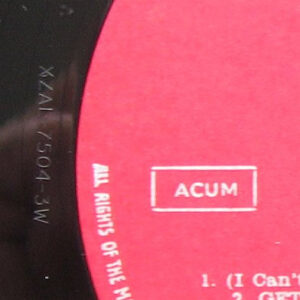 XZAL 7504-3W
ALL RIGHTS OF THE
ACUM
1. (I Can't
2. GET